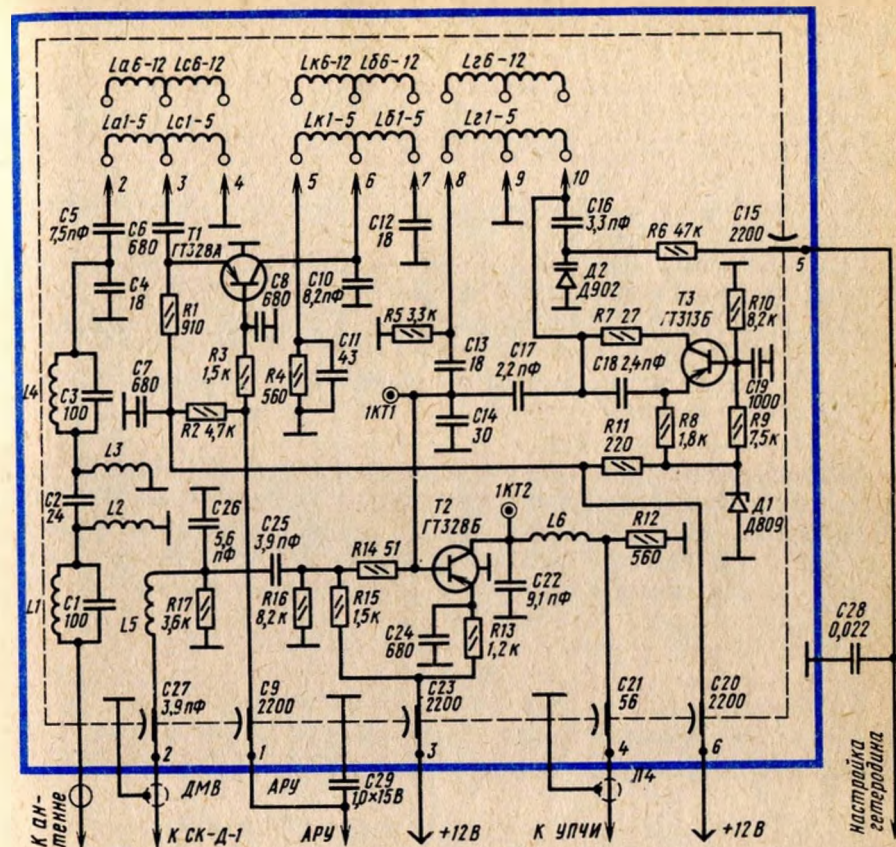 La6-12 Lс6-12 Lк6-12 Lб6-12 Lг6-12
La1-5 Lс1-5 Lк1-5 Lб1-5 Lг1-5
2 3 4 5 6 7 8 9 10
C5
7,5пФ
C6
680
T1
ГТ328А
C12
18
C16
3,3пФ
R6 47к
C15
2200
5
C4
18
R1
910
C8
680
C10
8,2пФ
Д2
Д902
T3
ГТ313Б
R10
8,2к
R5 3,3к
R7 27
C7
680
R3
1,5к
R4
560
C11
43
C13
18
C17
2,2пФ
C18 2,4пФ
C19
1000
L4
C3
100
1КТ1
R2 4,7к
C14
30
R11
220
R8
1,8к
R9
7,5к
L3
C2
24
L2
C26
5,6
пФ
C25
3,9пФ
T2
ГТ328Б
1КТ2
L6
R12
560
Д1
Д809
R14 51
L1
C1
100
L5
R17
3,6к
R16
8,2к
R15
1,5к
C22
9,1пФ
C24
680
R13
1,2к
C28
0,022
C27
3,9пФ
C9
2200
C23
2200
C21
56
C20
2200
2 1 3 4 6
ДМВ
АРУ
C29
1,0×15В
Л4
К ан-
тенне
К СК-Д-1
АРУ
+12В
К УПЧИ
+12В
Настройка
гетеродина